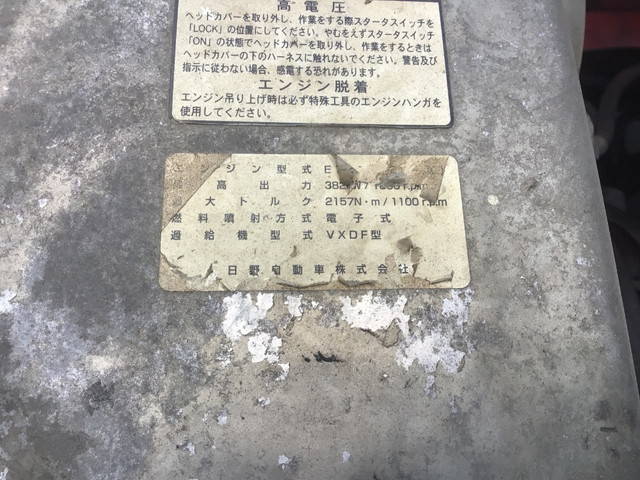 高電圧
ヘッドカバーを取り外し、作業をする際スタータスイッチを
「LOCK」の位置にしてください。やむをえずスタータスイッチ
「ON」の状態でヘッドカバーを取り外し、作業をするときは
ヘッドカバーの下のハーネスに触れないでください。警告及び
指示に従わない場合、感電する恐れがあります。
エンジン脱着
エンジン吊り上げ時は必ず特殊工具のエンジンハンガを
使用してください。
エンジン型式 E
高出力 382
大トルク 2157N・m/1100r.p.m
燃料噴射方式 電子式
過給機型式 VXDF型
日野自動車株式会社